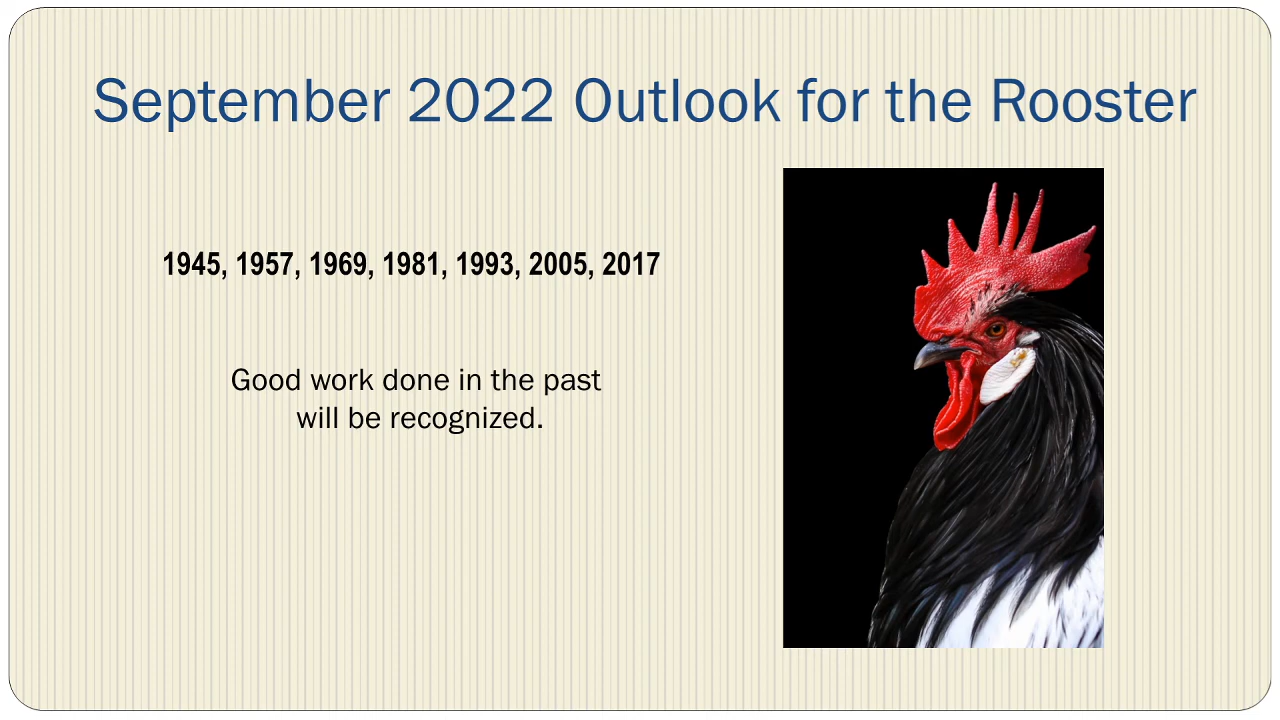 September 2022 Outlook for the Rooster
1945, 1957, 1969, 1981, 1993, 2005, 2017
Good work done in the past
will be recognized.